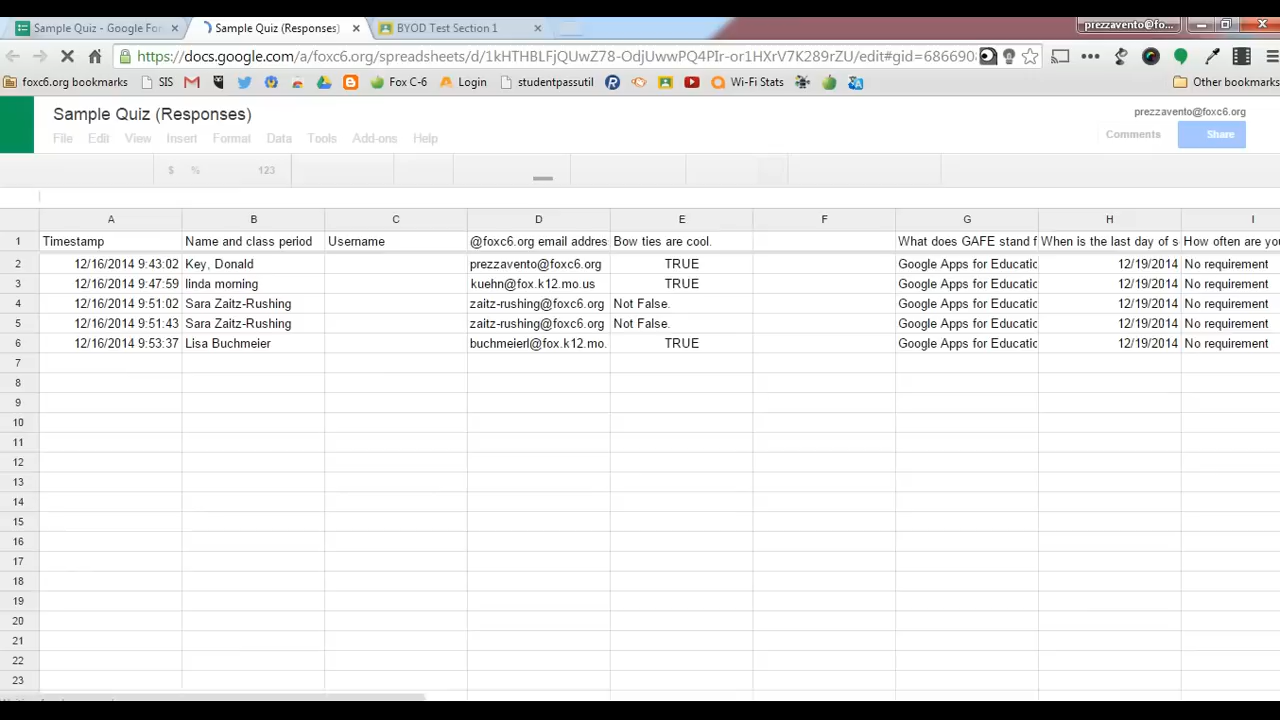 Sample Quiz - Google For
Sample Quiz (Responses)
BYOD Test Section 1
prezzavento@fo...
https://docs.google.com/a/foxc6.org/spreadsheets/d/1kHTHBLFjQUwZ78-OdjUwwPQ4PIr-or1HXrV7K289rZU/edit#gid=686690
foxc6.org bookmarks SIS Fox C-6 Login studentpassutil Wi-Fi Stats Other bookmarks
Sample Quiz (Responses)
prezzavento@foxc6.org
File Edit View Insert Format Data Tools Add-ons Help
Comments Share
$ % 123
A B C D E F G H I
1 Timestamp Name and class period Username @foxc6.org email addres Bow ties are cool. What does GAFE stand f When is the last day of s How often are you
2 12/16/2014 9:43:02 Key, Donald prezzavento@foxc6.org TRUE Google Apps for Educatic 12/19/2014 No requirement
3 12/16/2014 9:47:59 linda morning kuehn@fox.k12.mo.us TRUE Google Apps for Educatic 12/19/2014 No requirement
4 12/16/2014 9:51:02 Sara Zaitz-Rushing zaitz-rushing@foxc6.org Not False. Google Apps for Educatic 12/19/2014 No requirement
5 12/16/2014 9:51:43 Sara Zaitz-Rushing zaitz-rushing@foxc6.org Not False. Google Apps for Educatic 12/19/2014 No requirement
6 12/16/2014 9:53:37 Lisa Buchmeier buchmeierl@fox.k12.mo. TRUE Google Apps for Educatic 12/19/2014 No requirement
7
8
9
10
11
12
13
14
15
16
17
18
19
20
21
22
23